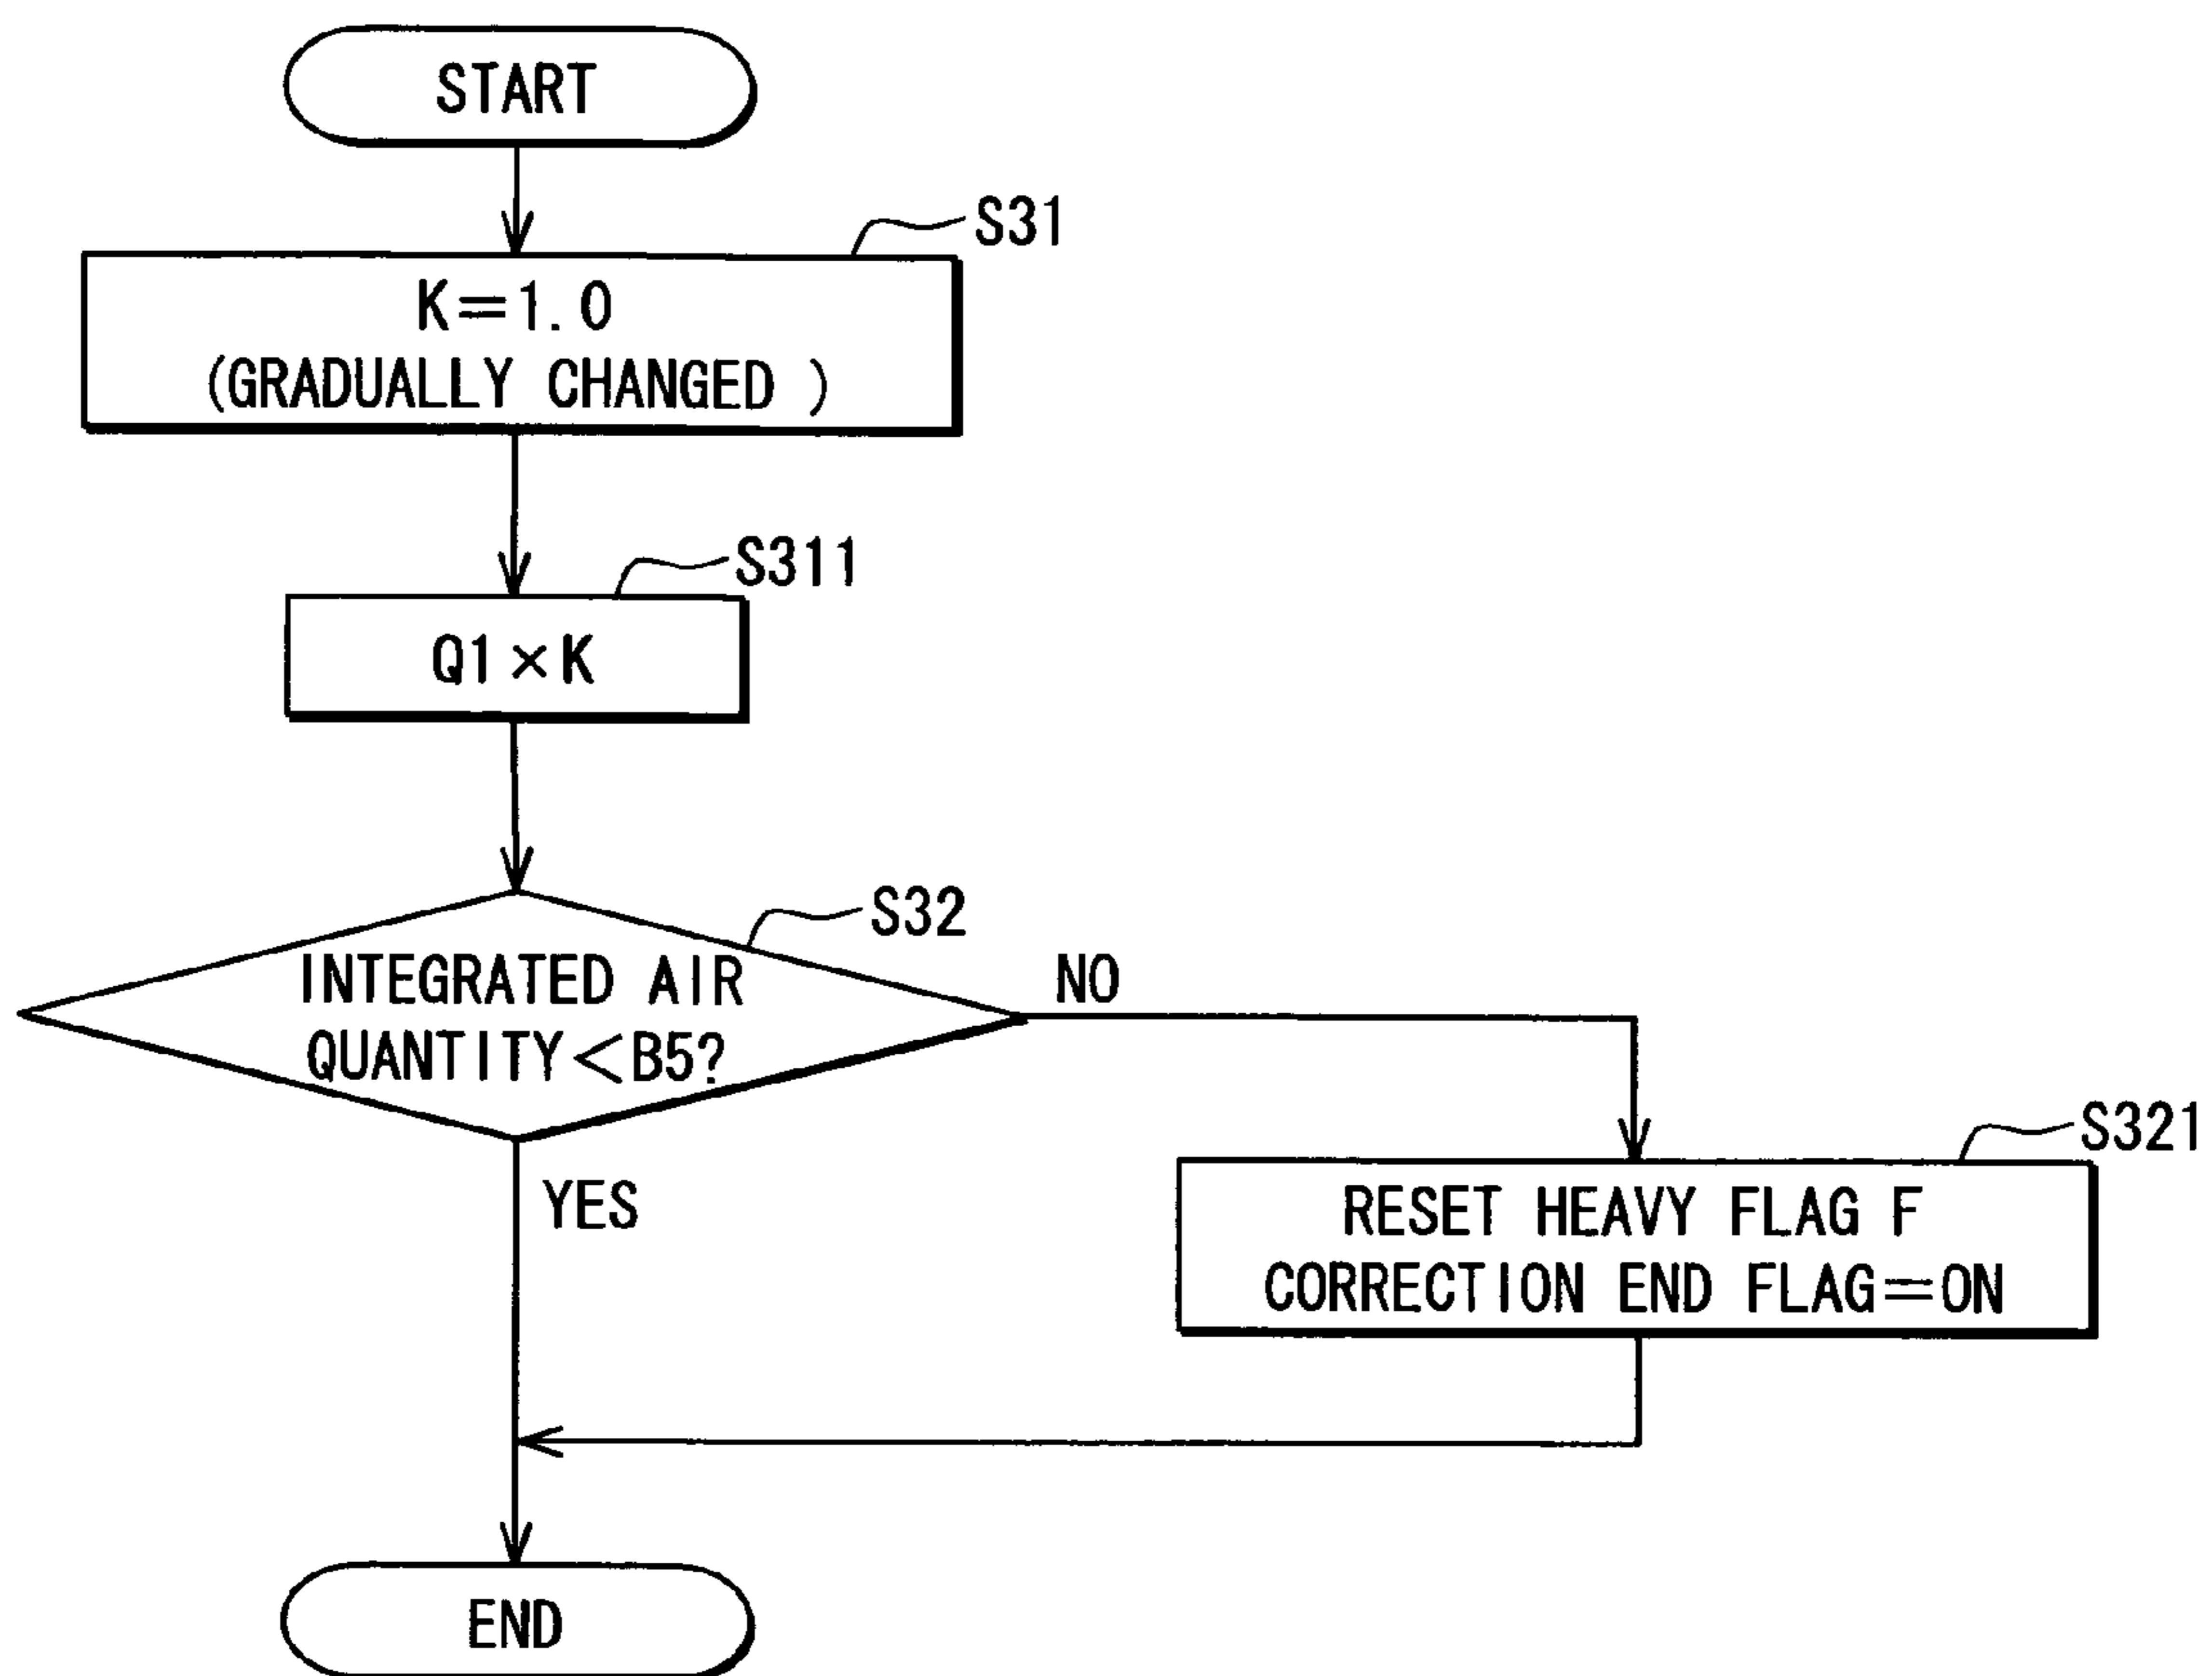 START
S31
K=1.0
(GRADUALLY CHANGED )
S311
Q1×K
S32
INTEGRATED AIR
QUANTITY<B5?
NO
YES
S321
RESET HEAVY FLAG F
CORRECTION END FLAG=ON
END